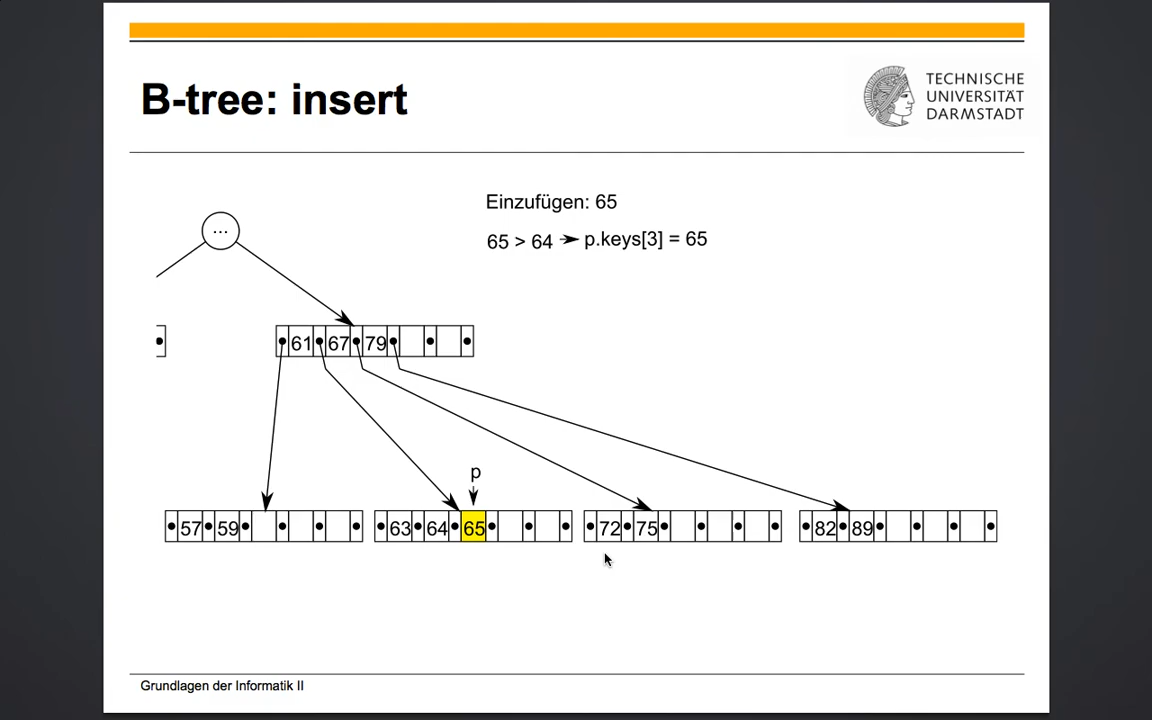 B-tree: insert
TECHNISCHE
UNIVERSITÄT
DARMSTADT
Einzufügen: 65
65 > 64 ➛ p.keys[3] = 65
...
61 67 79
p
57 59
63 64 65
72 75
82 89
Grundlagen der Informatik II